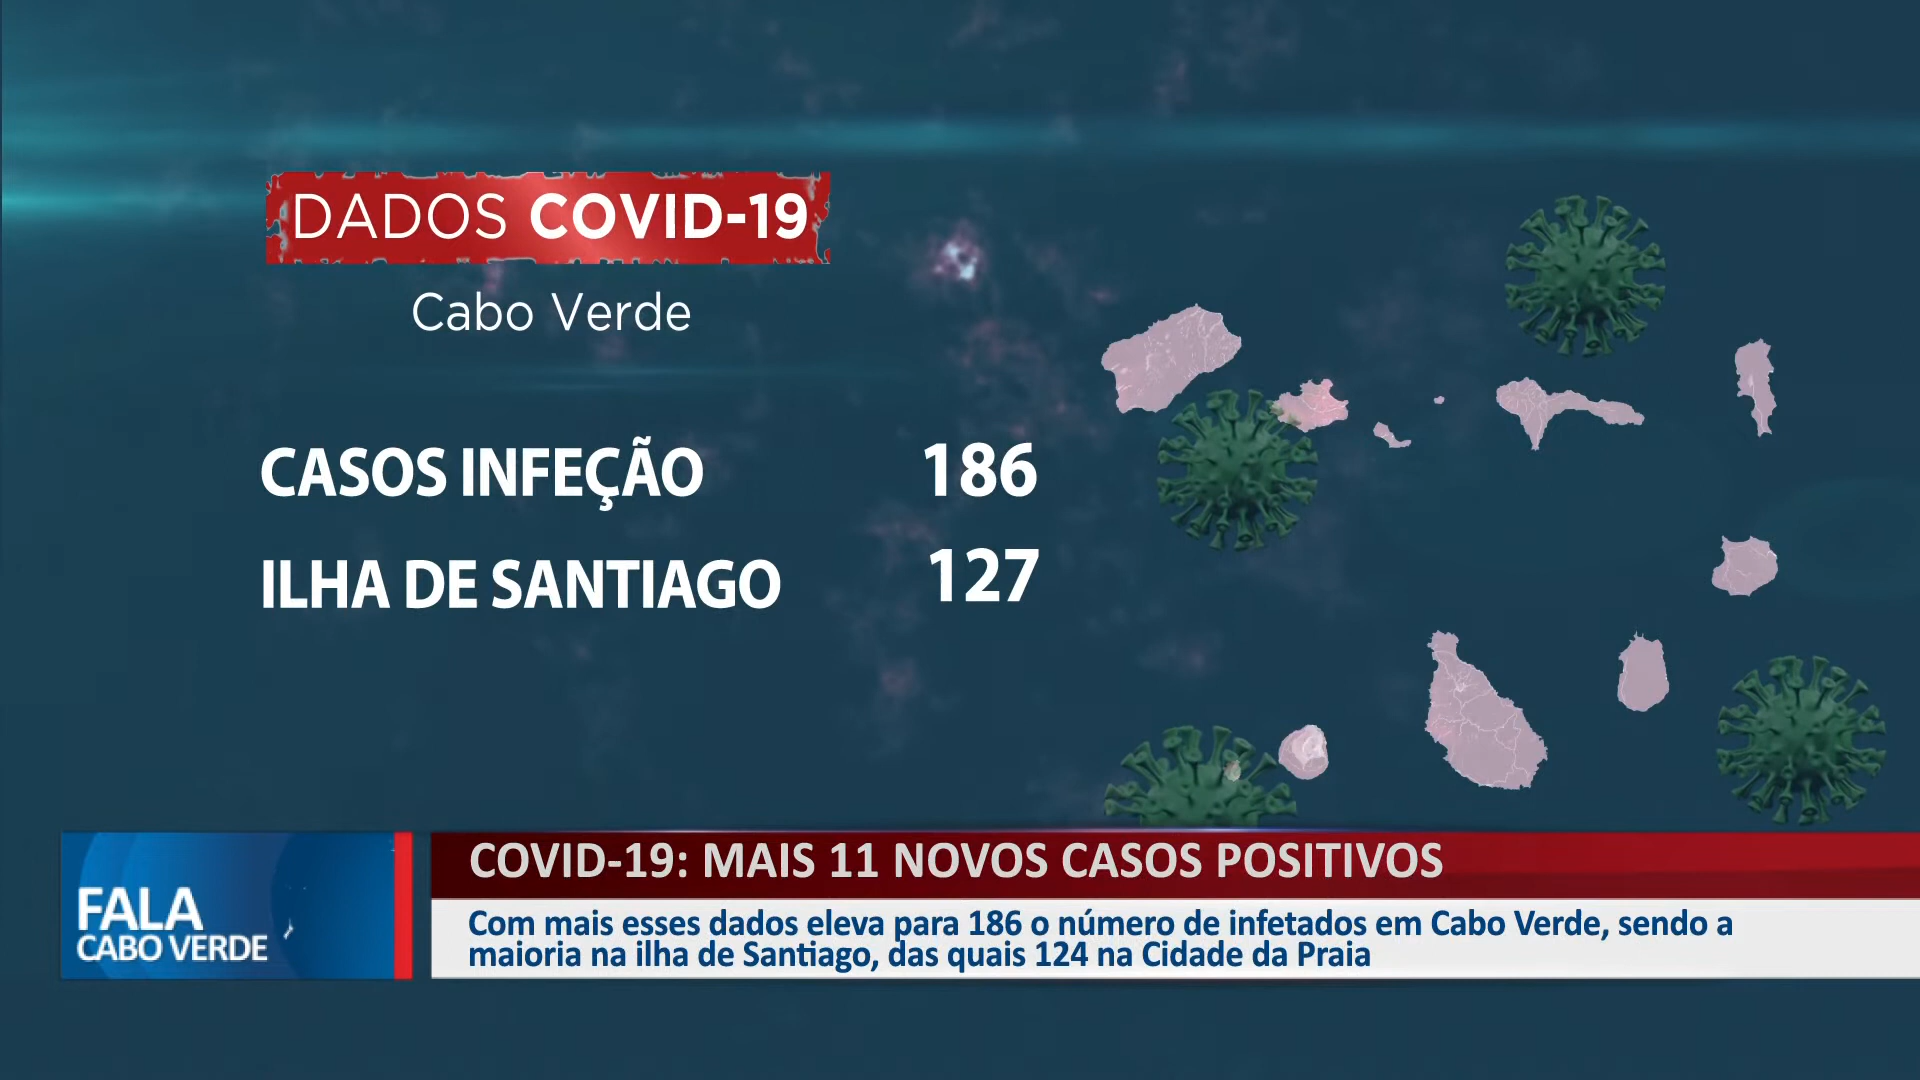 DADOS COVID-19
Cabo Verde
CASOS INFEÇÃO 186
ILHA DE SANTIAGO 127
FALA
CABO VERDE
COVID-19: MAIS 11 NOVOS CASOS POSITIVOS
Com mais esses dados eleva para 186 o número de infetados em Cabo Verde, sendo a
maioria na ilha de Santiago, das quais 124 na Cidade da Praia